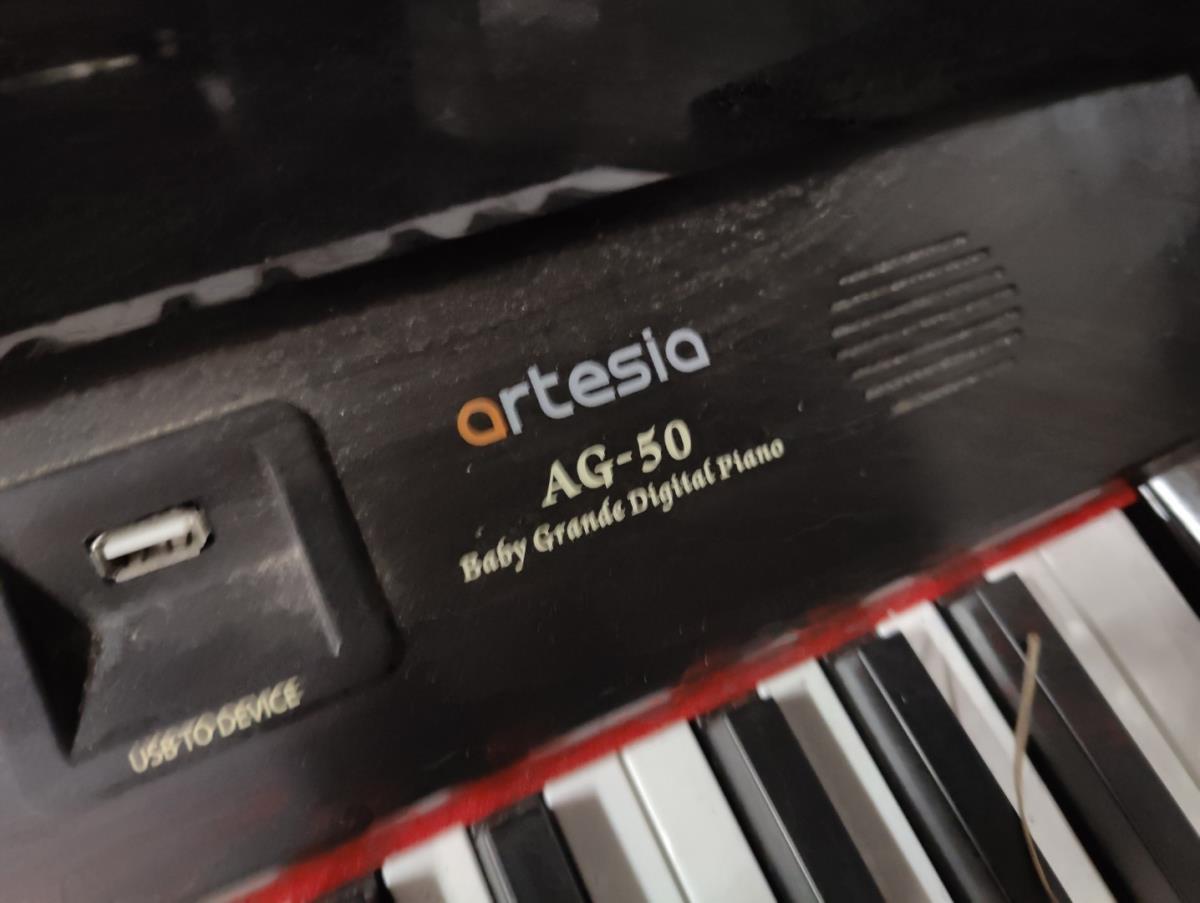 artesia
AG-50
Baby Grande Digital Piano
USB TO DEVICE